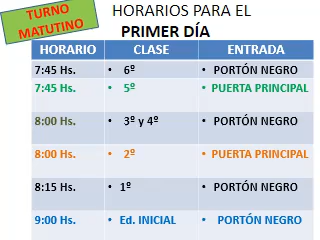 TURNO
MATUTINO
HORARIOS PARA EL
PRIMER DÍA
HORARIO CLASE ENTRADA
7:45 Hs. • 6º • PORTÓN NEGRO
7:45 Hs. • 5º • PUERTA PRINCIPAL
8:00 Hs. • 3º y 4º • PORTÓN NEGRO
8:00 Hs. • 2º • PUERTA PRINCIPAL
8:15 Hs. • 1º • PORTÓN NEGRO
9:00 Hs. • Ed. INICIAL • PORTÓN NEGRO